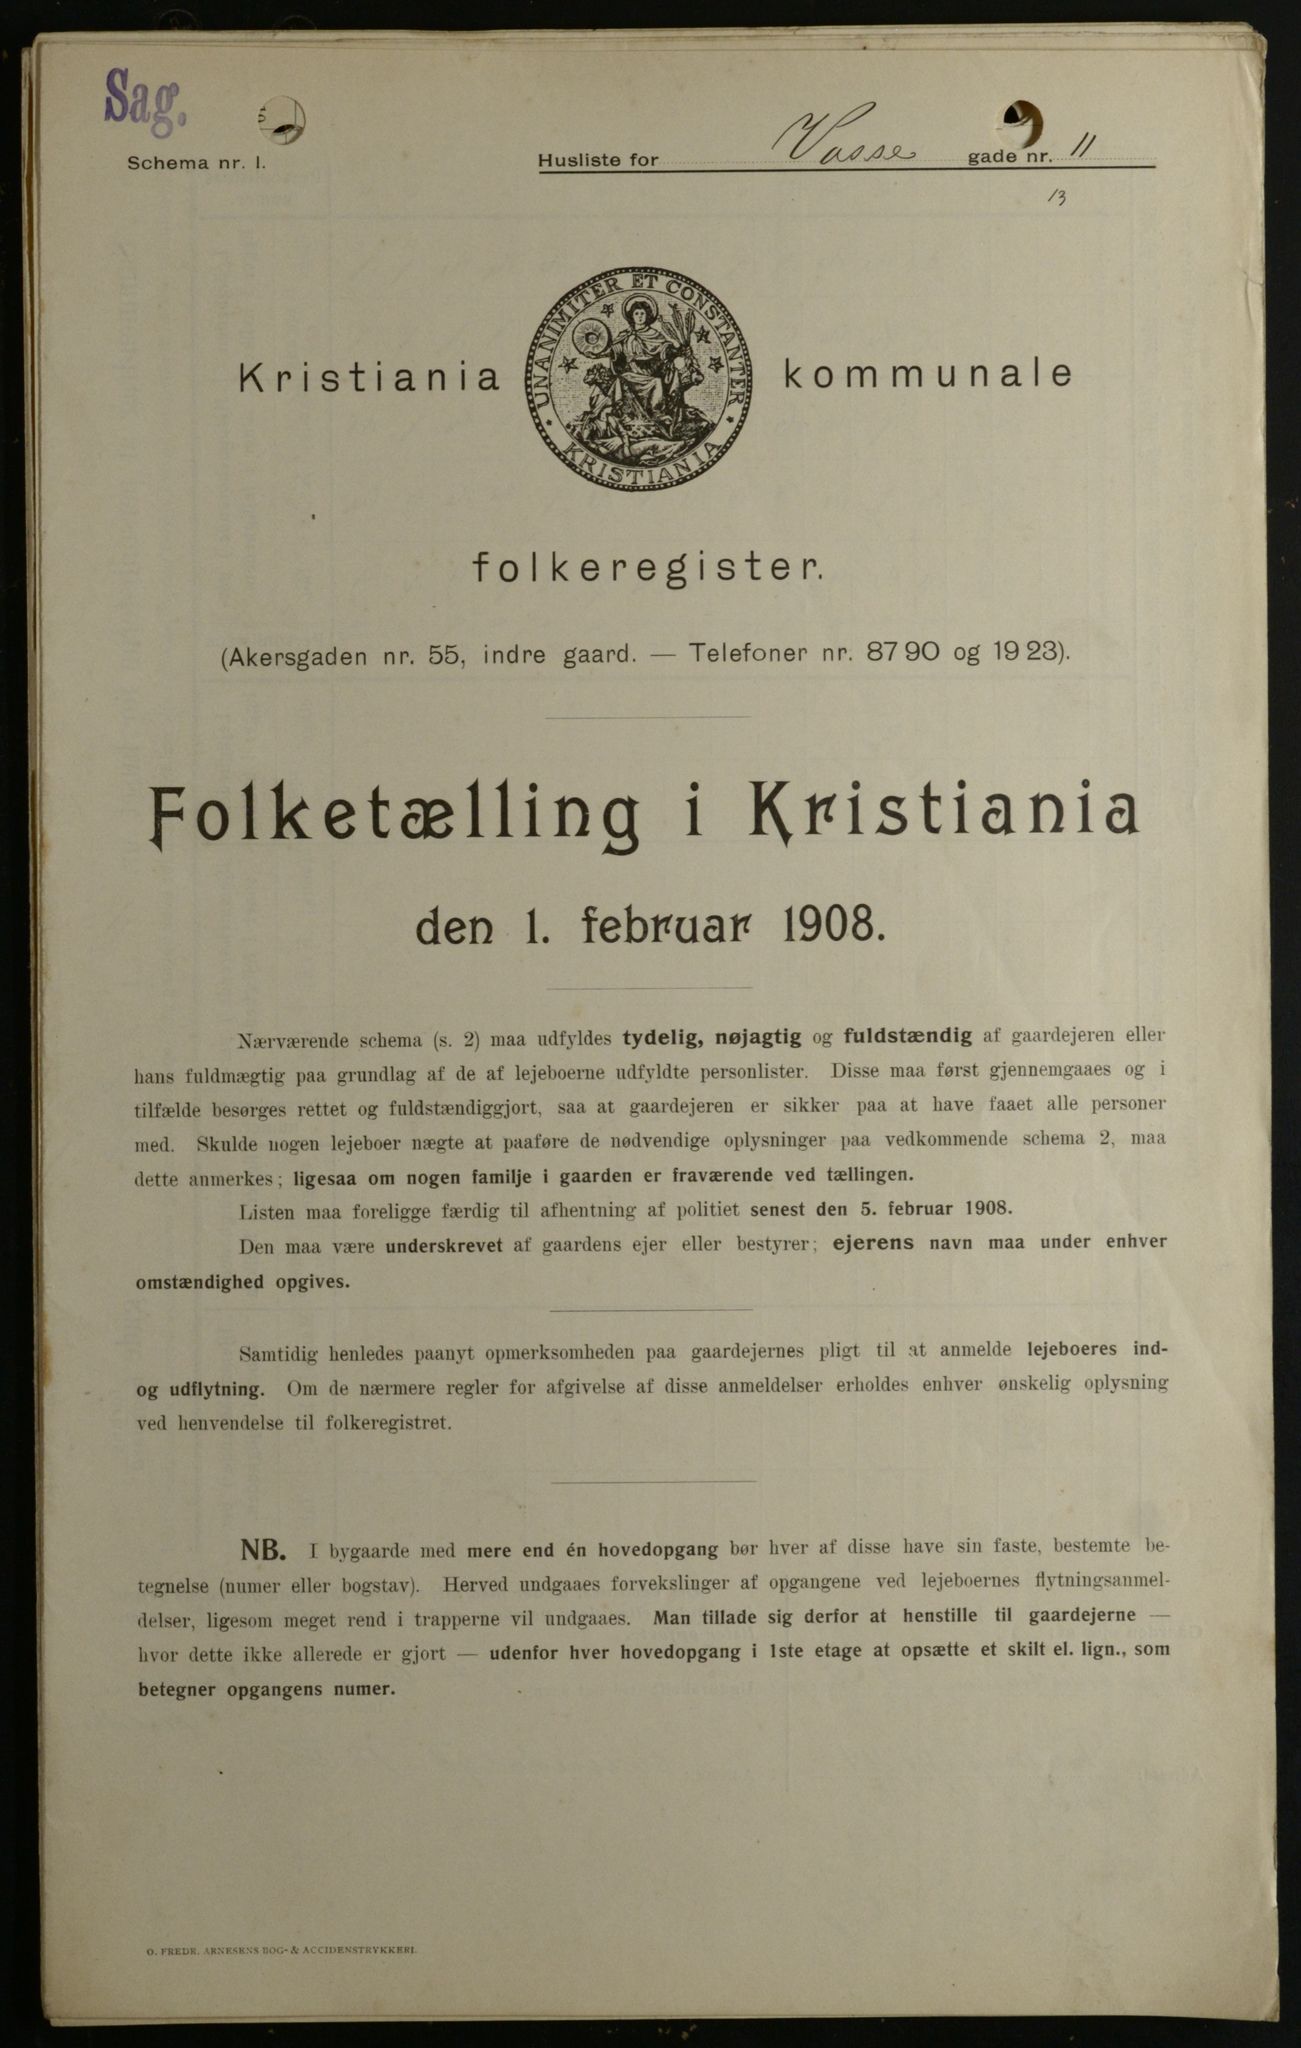 Sag.
Schema nr. 1.
Husliste for Vosse gade nr. 11
13
UNANIMITER ET CONSTANTER
KRISTIANIA
Kristiania kommunale
folkeregister.
(Akersgaden nr. 55, indre gaard. — Telefoner nr. 8790 og 1923).
Folketælling i Kristiania
den 1. februar 1908.
Nærværende schema (s. 2) maa udfyldes tydelig, nøjagtig og fuldstændig af gaardejeren eller
hans fuldmægtig paa grundlag af de af lejeboerne udfyldte personlister. Disse maa først gjennemgaaes og i
tilfælde besørges rettet og fuldstændiggjort, saa at gaardejeren er sikker paa at have faaet alle personer
med. Skulde nogen lejeboer nægte at paaføre de nødvendige oplysninger paa vedkommende schema 2, maa
dette anmerkes; ligesaa om nogen familje i gaarden er fraværende ved tællingen.
Listen maa foreligge færdig til afhentning af politiet senest den 5. februar 1908.
Den maa være underskrevet af gaardens ejer eller bestyrer; ejerens navn maa under enhver
omstændighed opgives.
Samtidig henledes paanyt opmerksomheden paa gaardejernes pligt til at anmelde lejeboeres ind-
og udflytning. Om de nærmere regler for afgivelse af disse anmeldelser erholdes enhver ønskelig oplysning
ved henvendelse til folkeregistret.
NB. I bygaarde med mere end én hovedopgang bør hver af disse have sin faste, bestemte be-
tegnelse (numer eller bogstav). Herved undgaaes forvekslinger af opgangene ved lejeboernes flytningsanmel-
delser, ligesom meget rend i trapperne vil undgaaes. Man tillade sig derfor at henstille til gaardejerne —
hvor dette ikke allerede er gjort — udenfor hver hovedopgang i 1ste etage at opsætte et skilt el. lign., som
betegner opgangens numer.
O. FREDR. ARNESENS BOG- & ACCIDENSTRYKKERI.